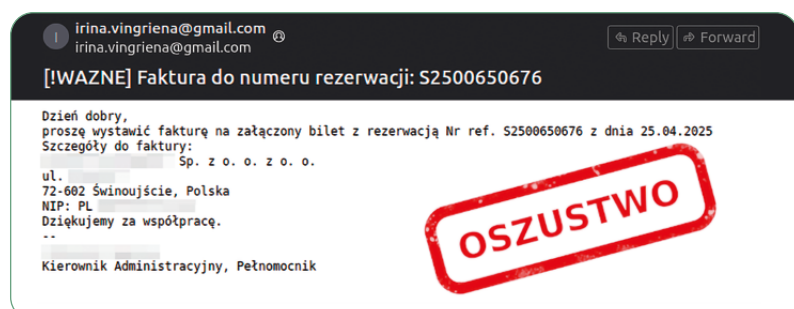 I
irina.vingriena@gmail.com
irina.vingriena@gmail.com
Reply
Forward
[!WAZNE] Faktura do numeru rezerwacji: S2500650676
Dzień dobry,
proszę wystawić fakturę na załączony bilet z rezerwacją Nr ref. S2500650676 z dnia 25.04.2025
Szczegóły do faktury:
Sp. z o. o. z o. o.
ul.
72-602 Świnoujście, Polska
NIP: PL
Dziękujemy za współpracę.
--
Kierownik Administracyjny, Pełnomocnik
OSZUSTWO